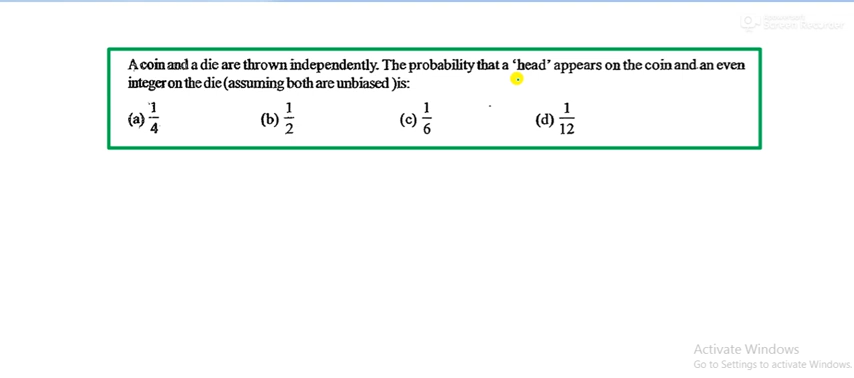 A coin and a die are thrown independently. The probability that a 'head' appears on the coin and an even
integer on the die (assuming both are unbiased )is:
(a) 1/4 (b) 1/2 (c) 1/6 (d) 1/12
Screen Recorder
Activate Windows
Go to Settings to activate Windows.